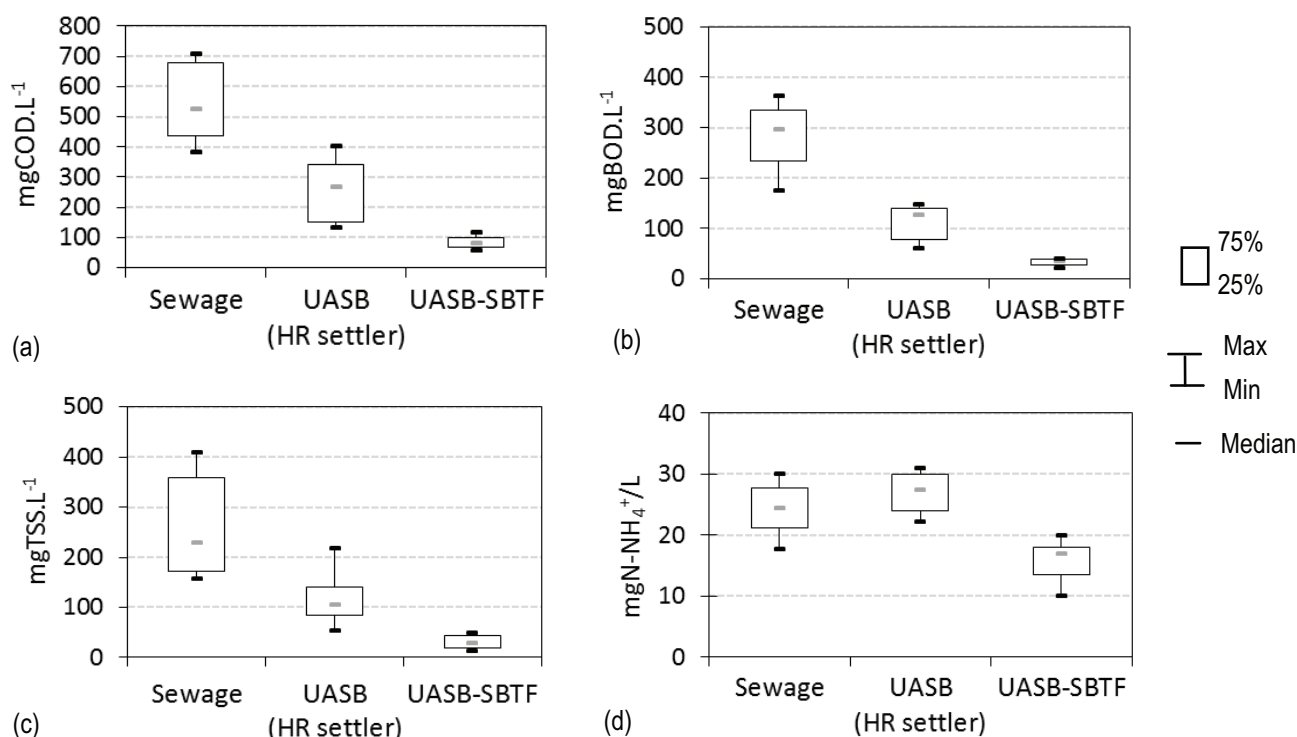 800
700
600
500
400
300
200
100
0
mgCOD.L⁻¹
Sewage UASB UASB-SBTF
(HR settler)
(a)
500
400
300
200
100
0
mgBOD.L⁻¹
Sewage UASB UASB-SBTF
(HR settler)
(b)
75%
25%
Max
Min
Median
500
400
300
200
100
0
mgTSS.L⁻¹
Sewage UASB UASB-SBTF
(HR settler)
(c)
40
30
20
10
0
mgN-NH₄⁺/L
Sewage UASB UASB-SBTF
(HR settler)
(d)